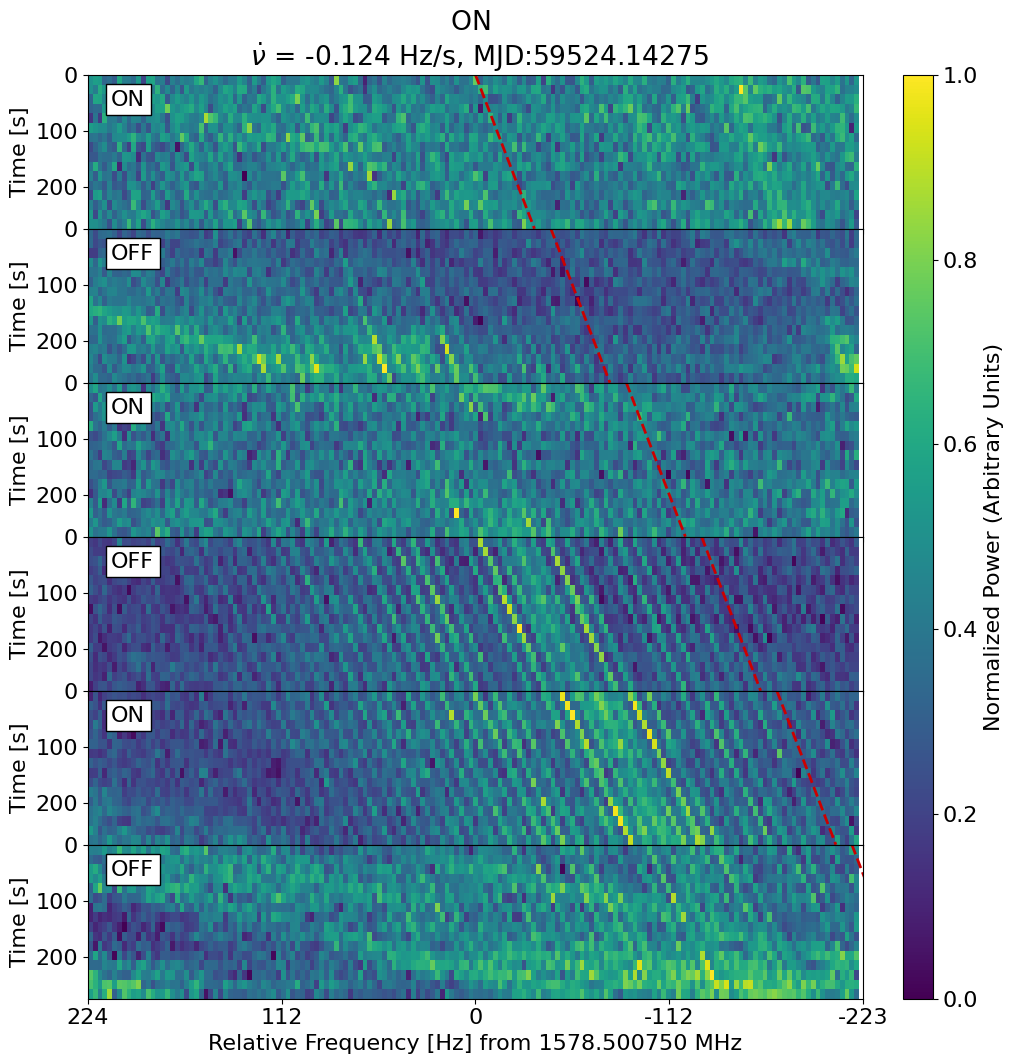 ON
ν̇ = -0.124 Hz/s, MJD:59524.14275
0
ON
100
200
Time [s]
0
OFF
100
200
Time [s]
0
ON
100
200
Time [s]
0
OFF
100
200
Time [s]
0
ON
100
200
Time [s]
0
OFF
100
200
Time [s]
224 112 0 -112 -223
Relative Frequency [Hz] from 1578.500750 MHz
1.0
0.8
0.6
0.4
0.2
0.0
Normalized Power (Arbitrary Units)